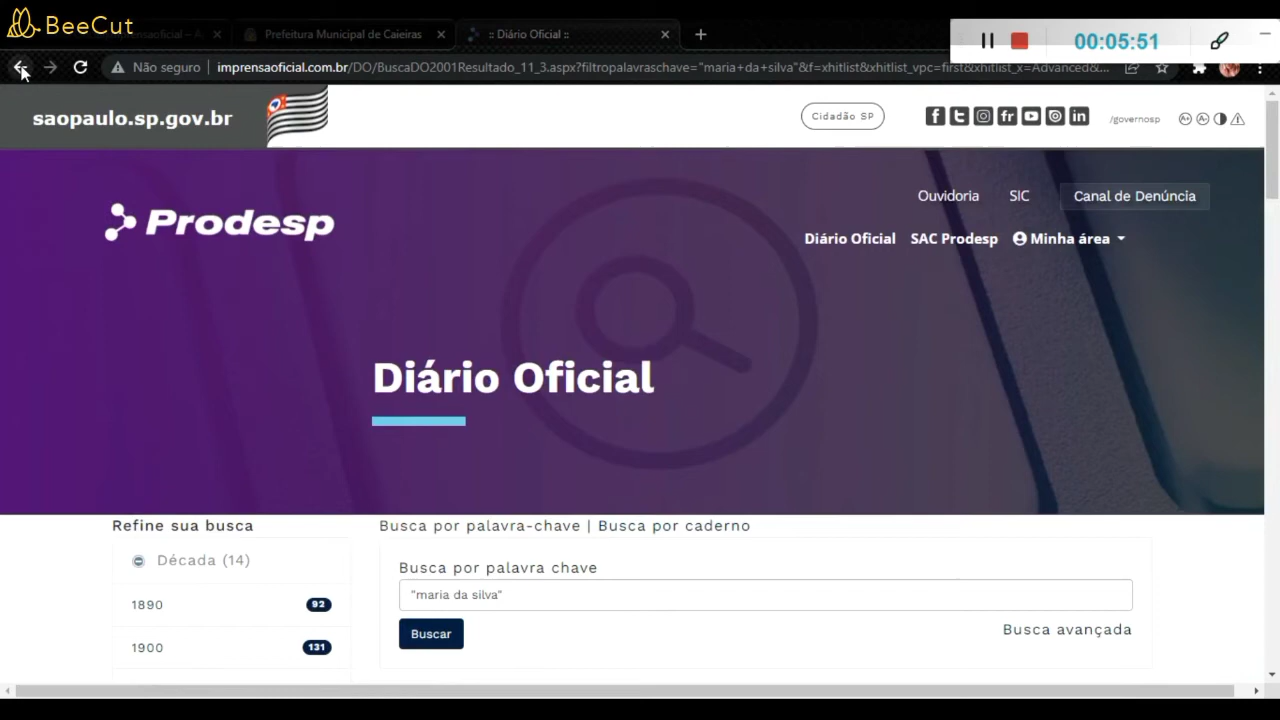 BeeCut
Prefeitura Municipal de Caieiras
:: Diário Oficial ::
00:05:51
Não seguro
imprensaoficial.com.br/DO/BuscaDO2001Resultado_11_3.aspx?filtropalavraschave="maria+da+silva"&f=xhitlist&xhitlist_vpc=first&xhitlist_x=Advanced&...
saopaulo.sp.gov.br
Cidadão SP
/governosp
Prodesp
Ouvidoria
SIC
Canal de Denúncia
Diário Oficial
SAC Prodesp
Minha área
Diário Oficial
Refine sua busca
Busca por palavra-chave | Busca por caderno
Década (14)
Busca por palavra chave
1890
92
"maria da silva"
Buscar
Busca avançada
1900
131